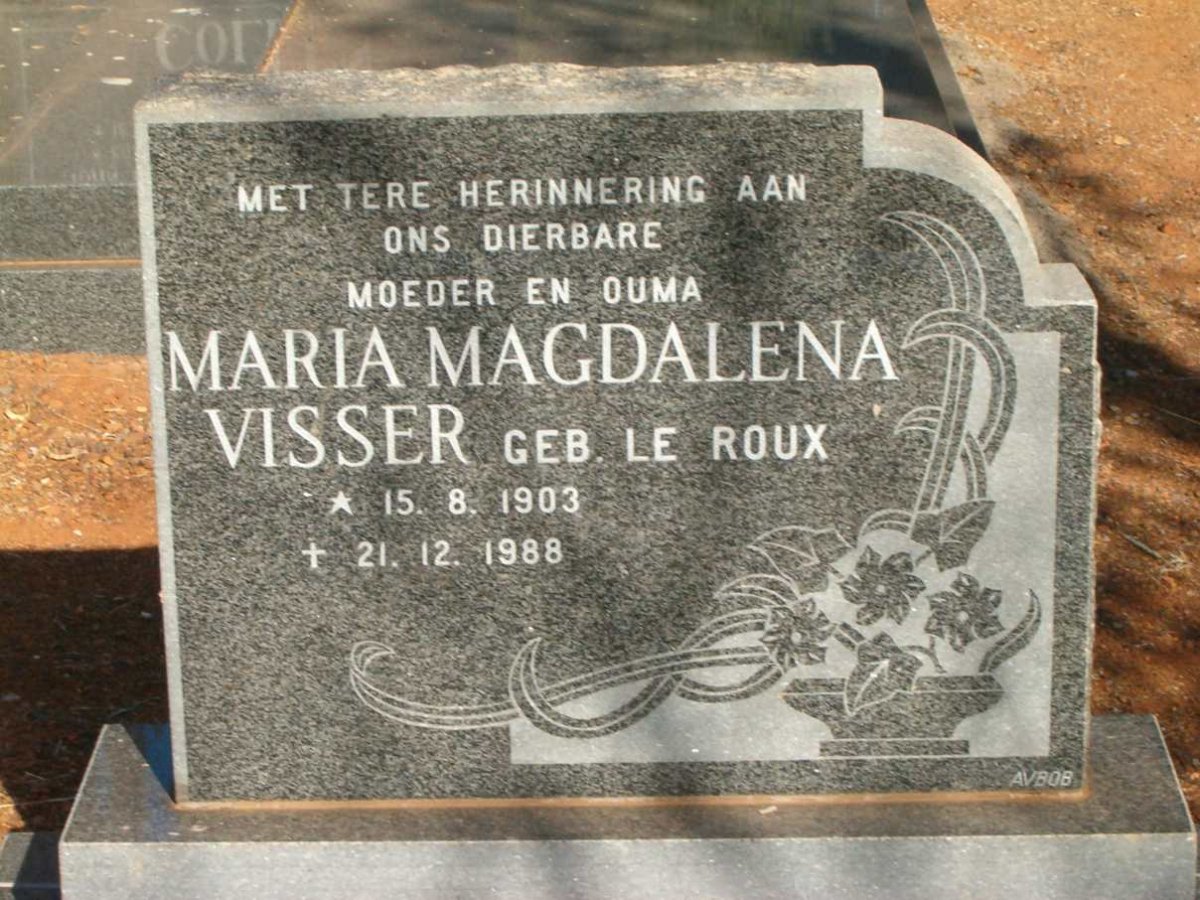 MET TERE HERINNERING AAN
ONS DIERBARE
MOEDER EN OUMA
MARIA MAGDALENA
VISSER GEB. LE ROUX
★ 15. 8. 1903
✝ 21. 12. 1988
AVBOB